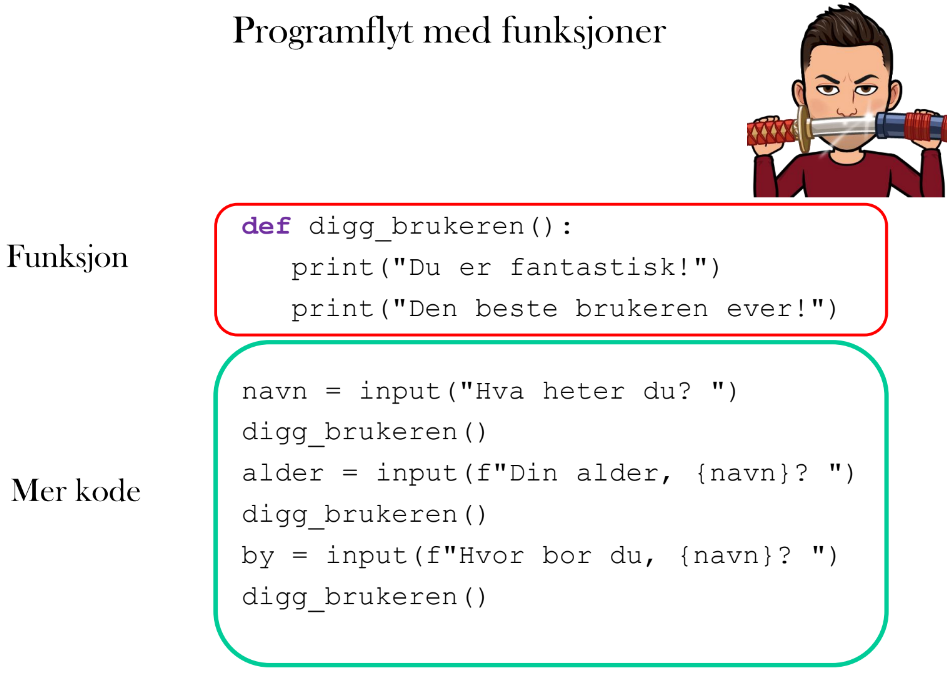 Programflyt med funksjoner
Funksjon
def digg_brukeren():
   print("Du er fantastisk!")
   print("Den beste brukeren ever!")
Mer kode
navn = input("Hva heter du? ")
digg_brukeren()
alder = input(f"Din alder, {navn}? ")
digg_brukeren()
by = input(f"Hvor bor du, {navn}? ")
digg_brukeren()